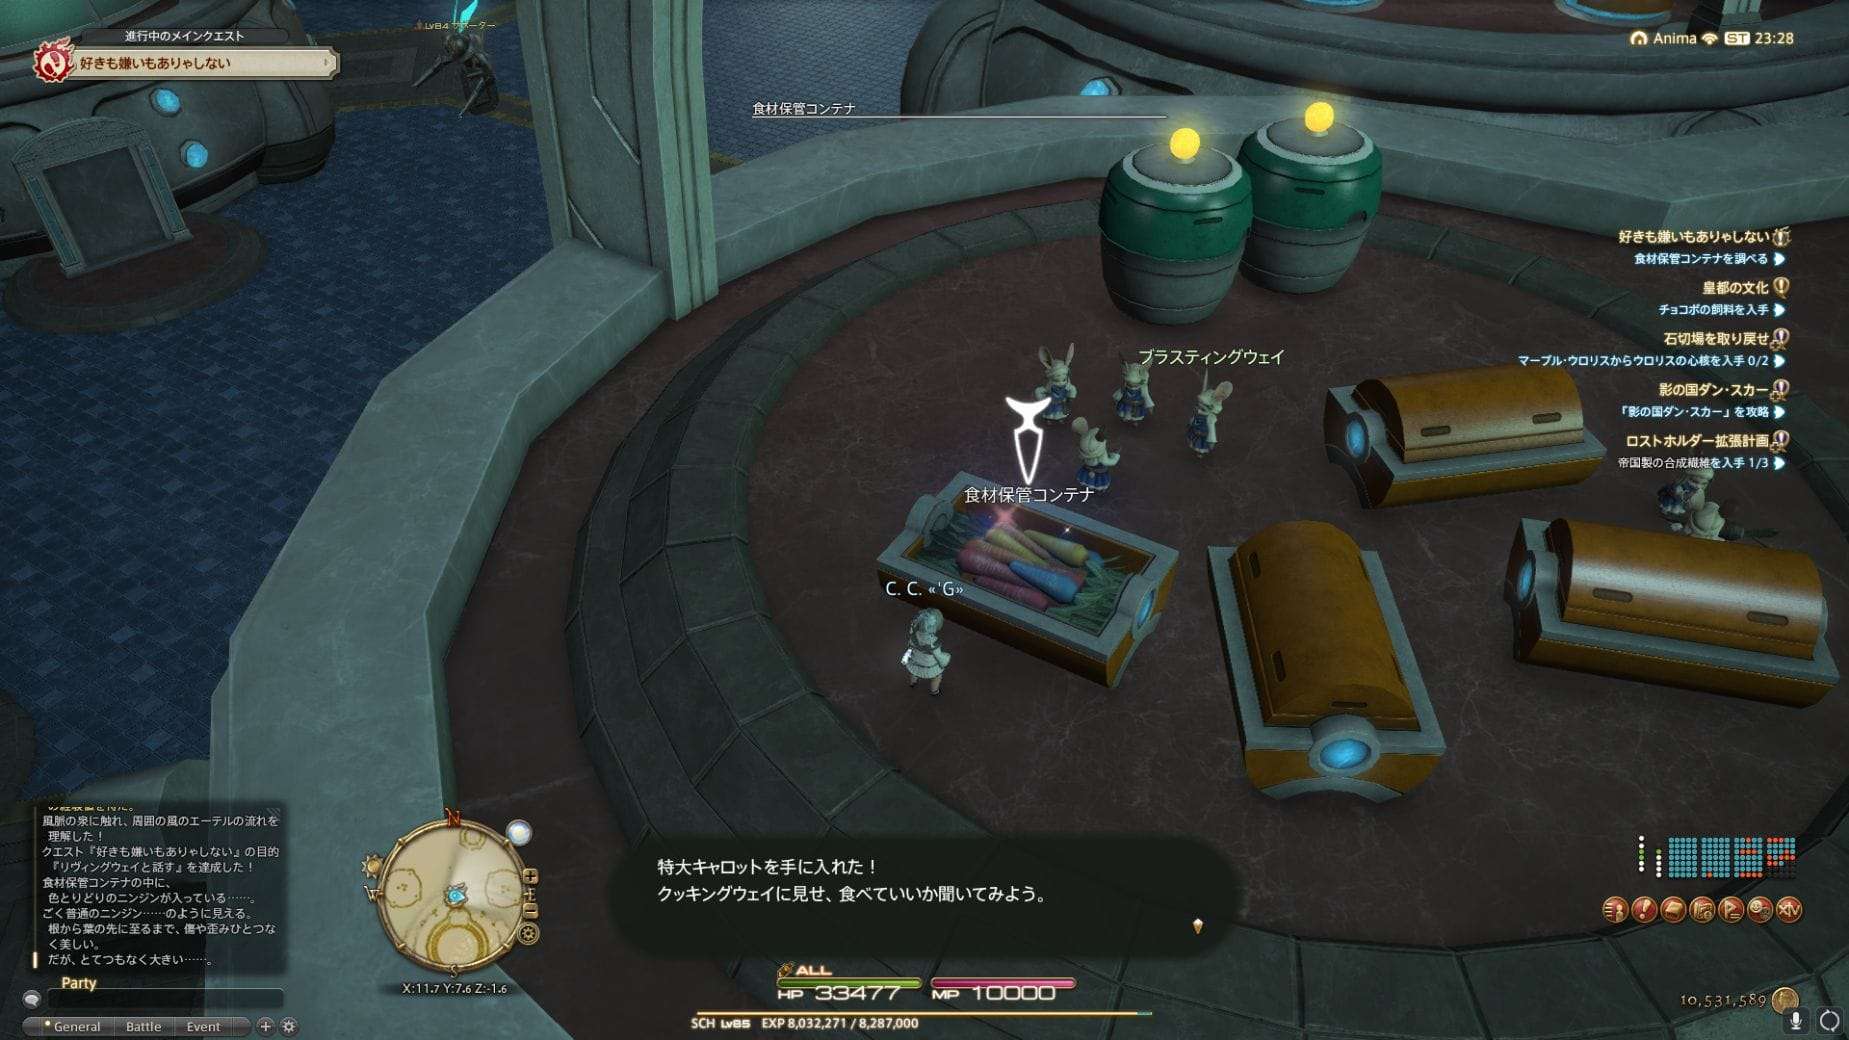 進行中のメインクエスト
好きも嫌いもありゃしない
Anima ST 23:28
食材保管コンテナ
好きも嫌いもありゃしない
食材保管コンテナを調べる
皇都の文化
チョコボの飼料を入手
石切場を取り戻せ
マーブル・ウロリスからウロリスの心核を入手 0/2
影の国ダン・スカー
「影の国ダン・スカー」を攻略
ロストホルダー拡張計画
帝国製の合成繊維を入手 1/3
ブラスティングウェイ
食材保管コンテナ
C. C. «'G»
風脈の泉に触れ、周囲の風のエーテルの流れを
理解した！
クエスト『好きも嫌いもありゃしない』の目的
『リヴィングウェイと話す』を達成した！
食材保管コンテナの中に、
色とりどりのニンジンが入っている……。
ごく普通のニンジン……のように見える。
根から葉の先に至るまで、傷や歪みひとつな
く美しい。
だが、とてつもなく大きい……。
Party
General Battle Event
N
W
S
X:11.7 Y:7.6 Z:-1.6
特大キャロットを手に入れた！
クッキングウェイに見せ、食べていいか聞いてみよう。
ALL
HP 33477 MP 10000
SCH Lv85 EXP 8,032,271 / 8,287,000
XIV
10,531,589